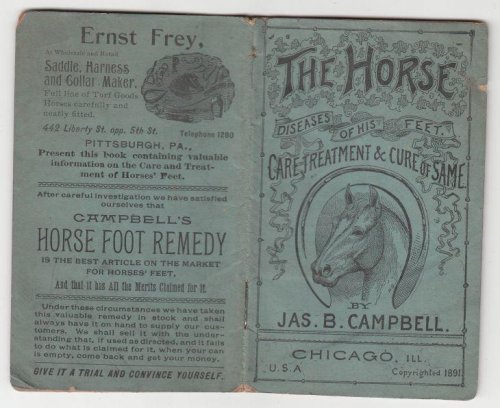 Ernst Frey,
At Wholesale and Retail
Saddle, Harness
and Collar Maker,
Full line of Turf Goods
Horses carefully and
neatly fitted.
442 Liberty St. opp. 5th St.
Telephone 1290
PITTSBURGH, PA.,
Present this book containing valuable
information on the Care and Treat-
ment of Horses' Feet.
After careful investigation we have satisfied
ourselves that
CAMPBELL'S
HORSE FOOT REMEDY
IS THE BEST ARTICLE ON THE MARKET
FOR HORSES' FEET,
And that it has All the Merits Claimed for it.
Under these circumstances we have taken
this valuable remedy in stock and shall
always have it on hand to supply our cus-
tomers. We shall sell it with the under-
standing that, if used as directed, and it fails
to do what is claimed for it, when your can
is empty, come back and get your money.
GIVE IT A TRIAL AND CONVINCE YOURSELF.
THE HORSE
DISEASES OF HIS FEET.
CARE, TREATMENT & CURE OF SAME.
BY
JAS. B. CAMPBELL.
CHICAGO, ILL.
U.S.A Copyrighted 1891